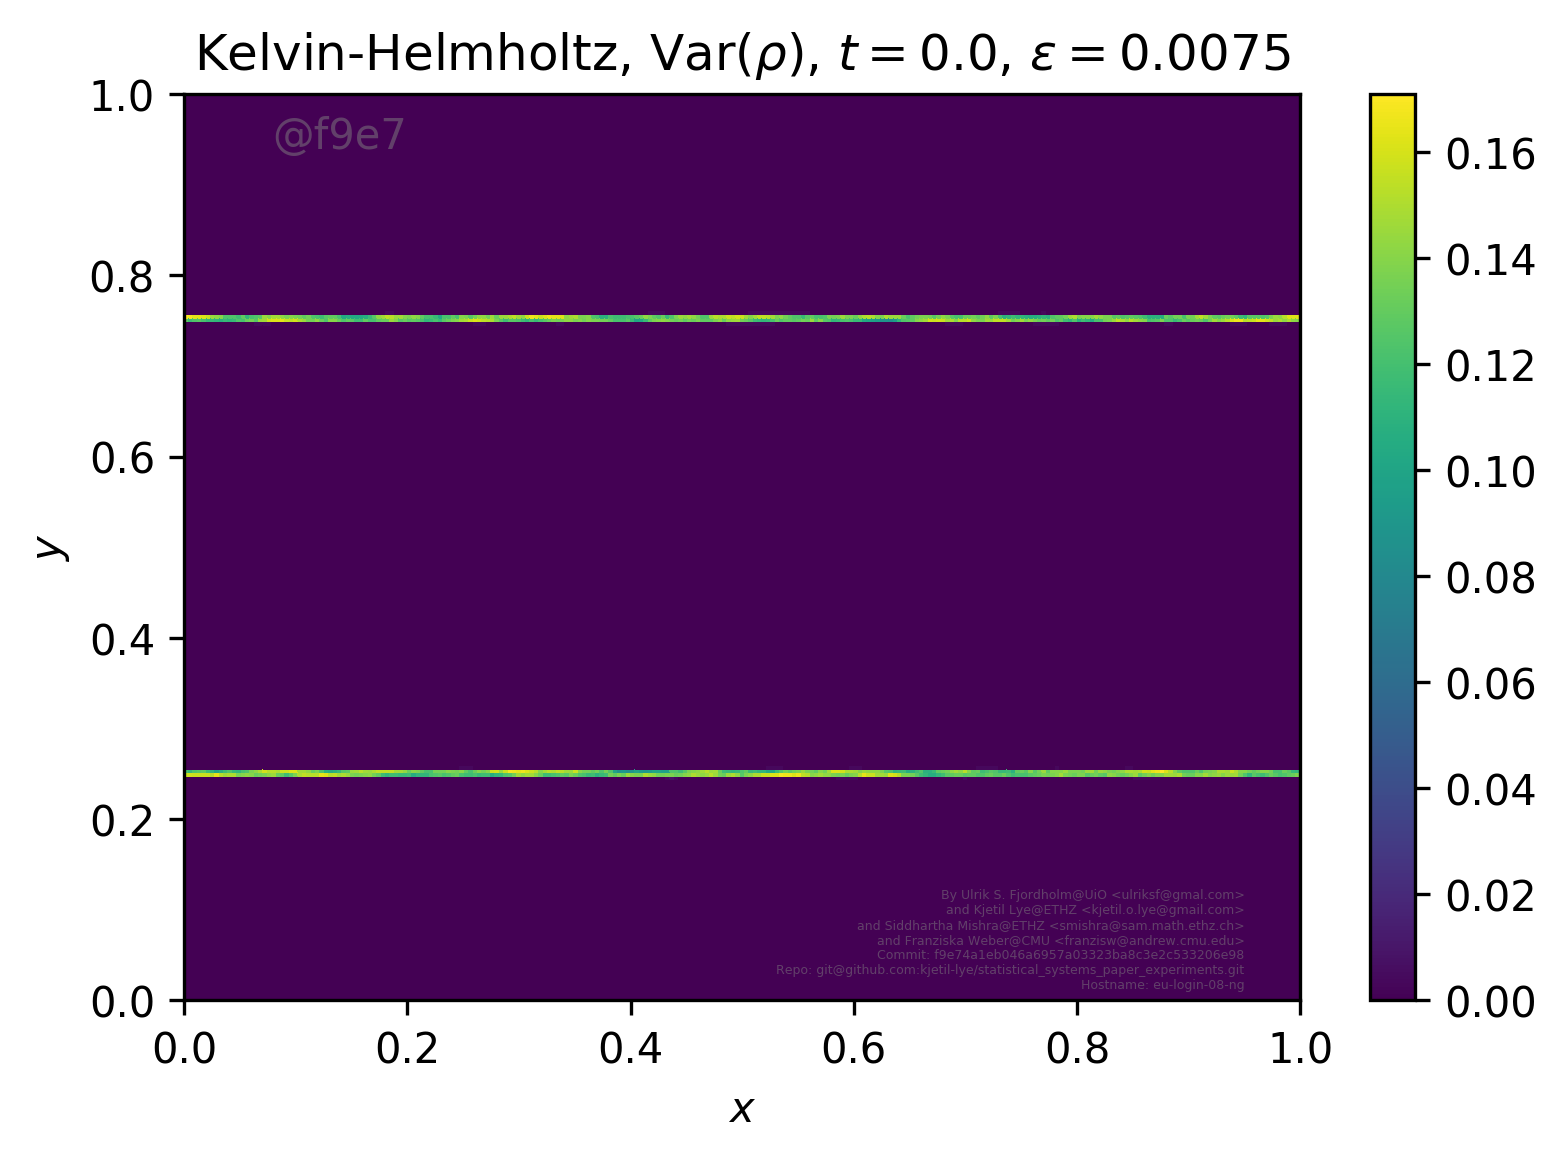 Kelvin-Helmholtz, Var(ρ), t = 0.0, ε = 0.0075
@f9e7
1.0
0.8
0.6
0.4
0.2
0.0
y
0.0 0.2 0.4 0.6 0.8 1.0
x
0.16
0.14
0.12
0.10
0.08
0.06
0.04
0.02
0.00
By Ulrik S. Fjordholm@UiO <ulriksf@gmal.com>
and Kjetil Lye@ETHZ <kjetil.o.lye@gmail.com>
and Siddhartha Mishra@ETHZ <smishra@sam.math.ethz.ch>
and Franziska Weber@CMU <franzisw@andrew.cmu.edu>
Commit: f9e74a1eb046a6957a03323ba8c3e2c533206e98
Repo: git@github.com:kjetil-lye/statistical_systems_paper_experiments.git
Hostname: eu-login-08-ng